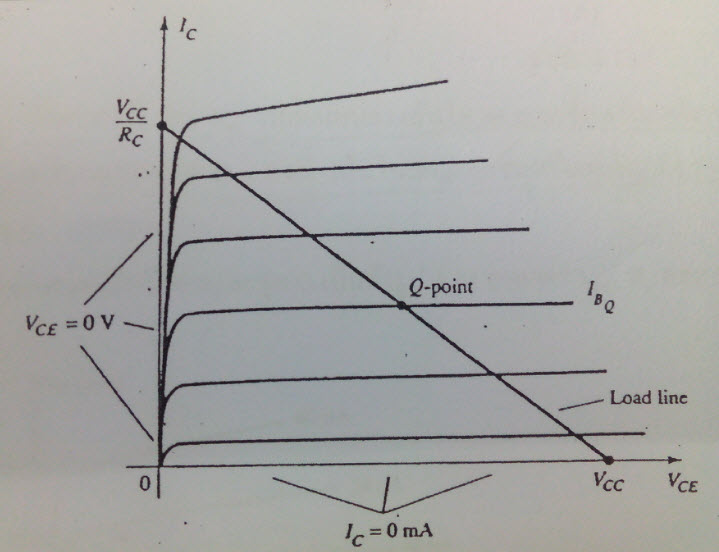 I_C
V_CC
R_C
Q-point
I_BQ
V_CE = 0 V
Load line
0
V_CC
V_CE
I_C = 0 mA